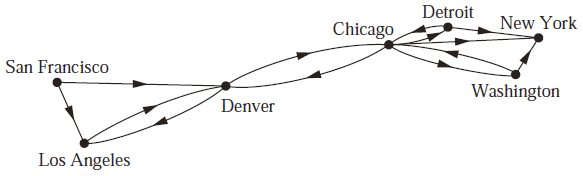 Detroit
New York
Chicago
San Francisco
Washington
Denver
Los Angeles